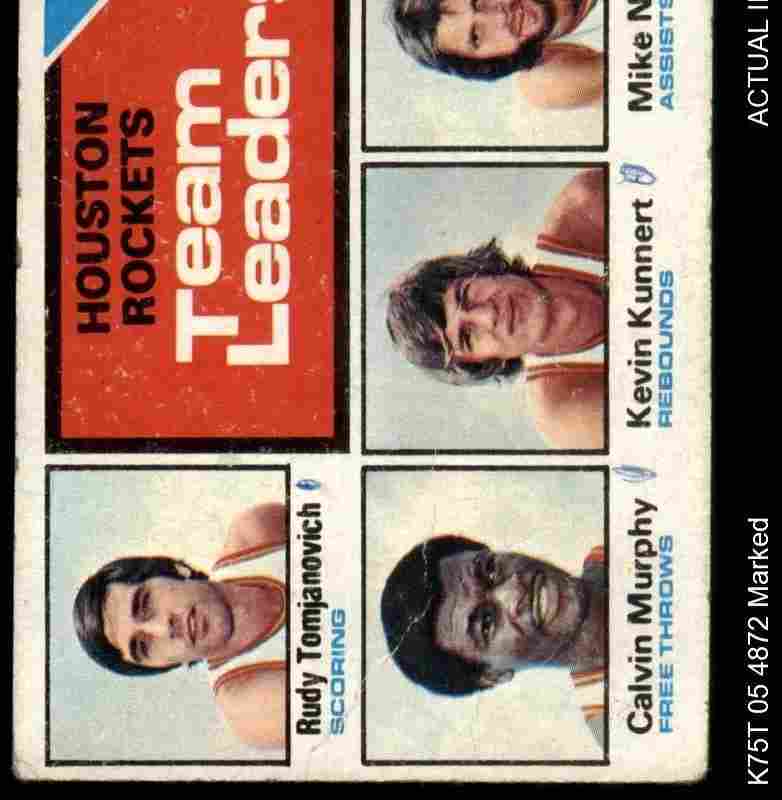 HOUSTON
ROCKETS
Team
Leaders
Rudy Tomjanovich
SCORING
Calvin Murphy
FREE THROWS
Kevin Kunnert
REBOUNDS
Mike N
ASSISTS
K75T 05 4872 Marked
ACTUAL